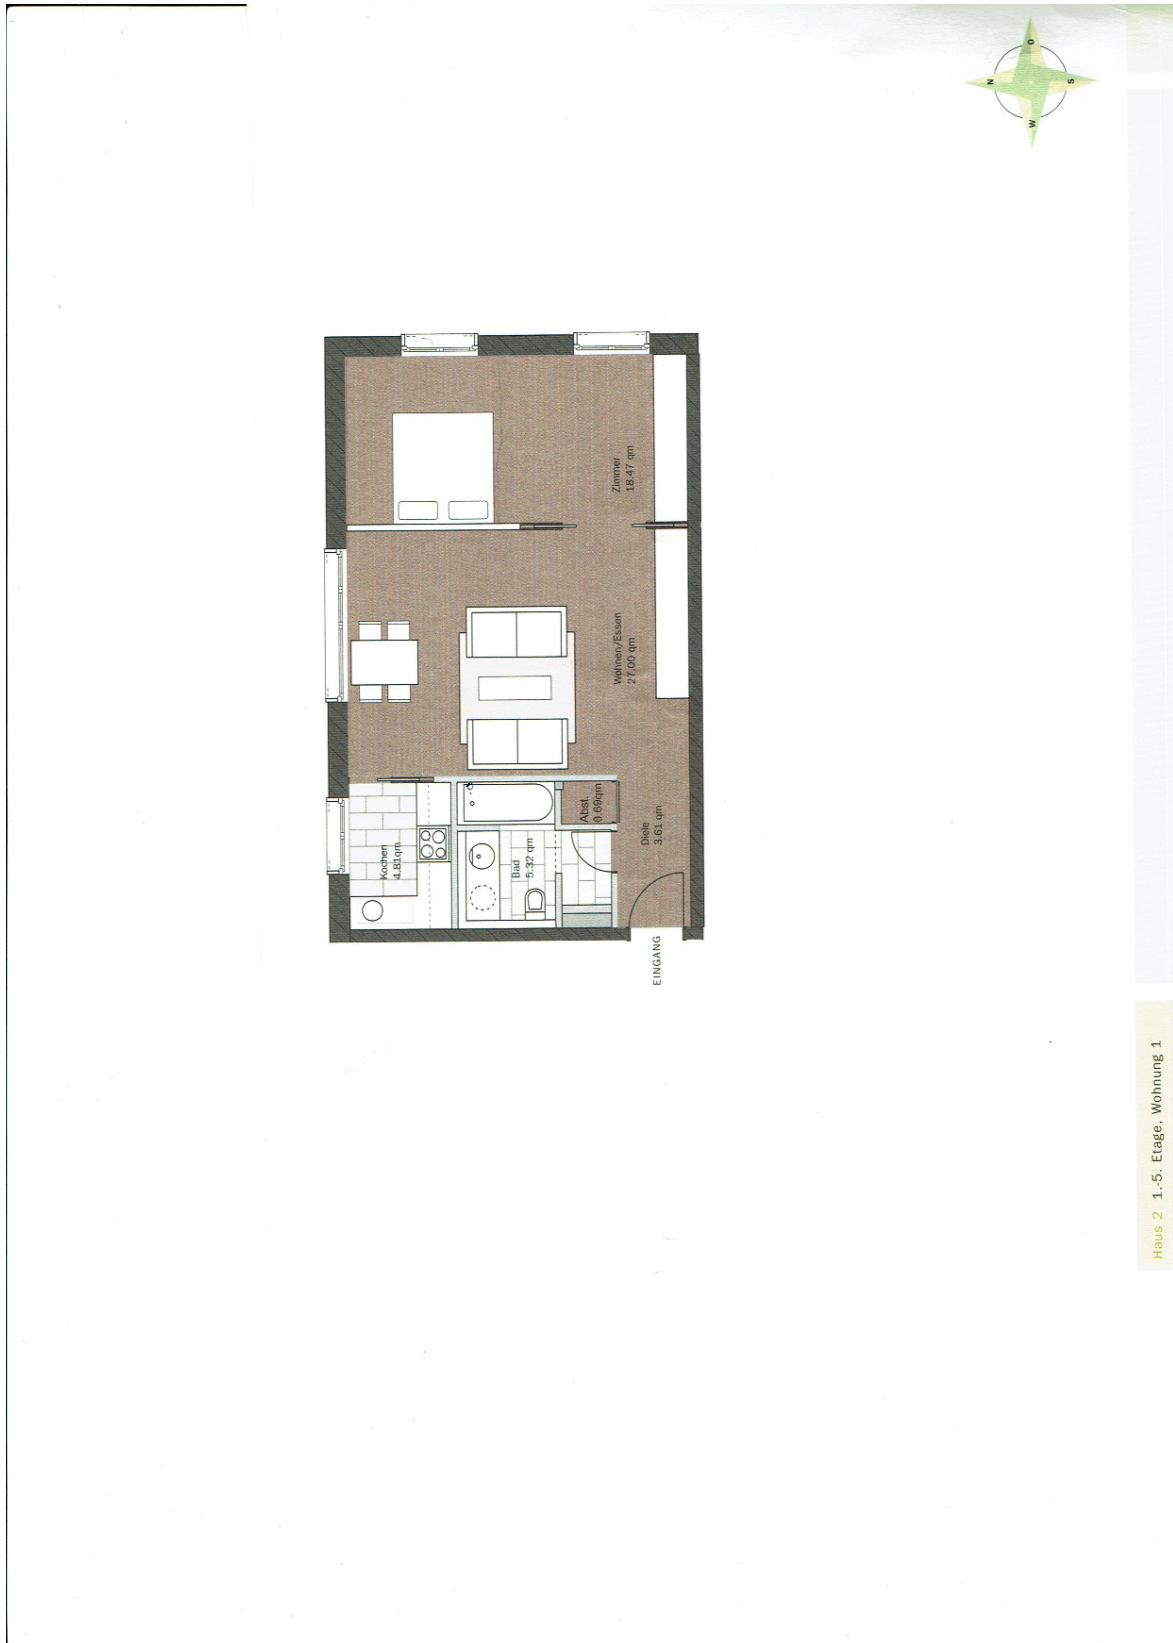 N
O
S
W
Zimmer
18.47 qm
Wohnen/Essen
27.00 qm
Kochen
4.81qm
Bad
5.32 qm
Abst.
0.69qm
Diele
3.61 qm
EINGANG
Haus 2 1.-5. Etage, Wohnung 1